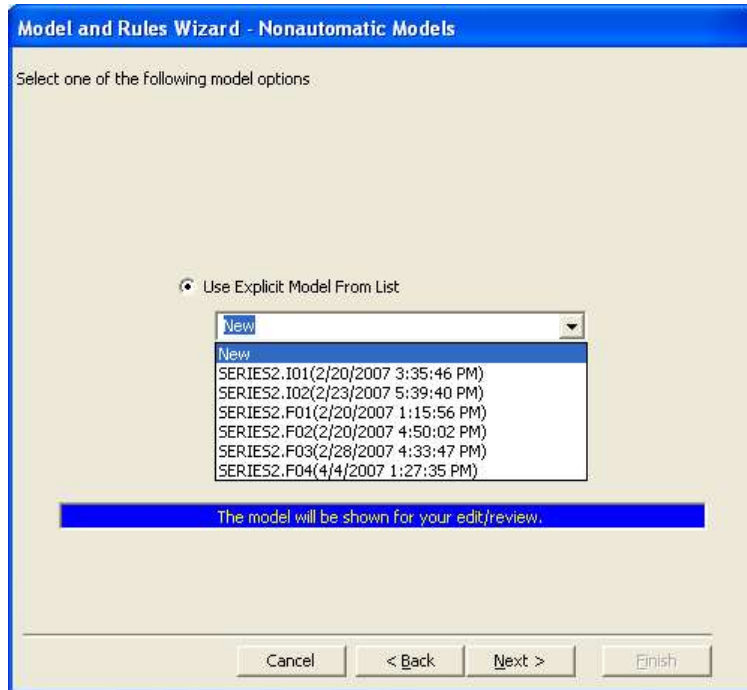 Model and Rules Wizard - Nonautomatic Models
Select one of the following model options
Use Explicit Model From List
New
New
SERIES2.I01(2/20/2007 3:35:46 PM)
SERIES2.I02(2/23/2007 5:39:40 PM)
SERIES2.F01(2/20/2007 1:15:56 PM)
SERIES2.F02(2/20/2007 4:50:02 PM)
SERIES2.F03(2/28/2007 4:33:47 PM)
SERIES2.F04(4/4/2007 1:27:35 PM)
The model will be shown for your edit/review.
Cancel < Back Next > Finish